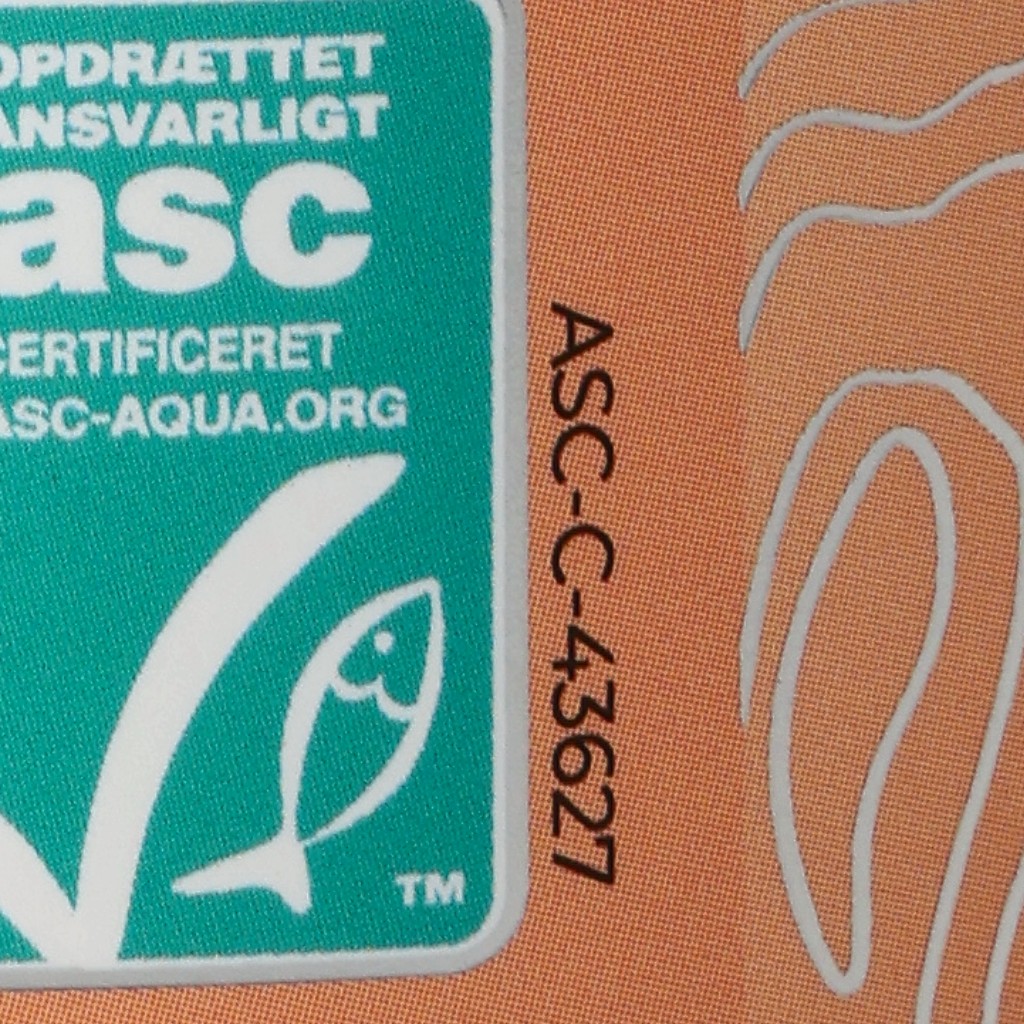 OPDRÆTTET
ANSVARLIGT
asc
CERTIFICERET
ASC-AQUA.ORG
TM
ASC-C-43627